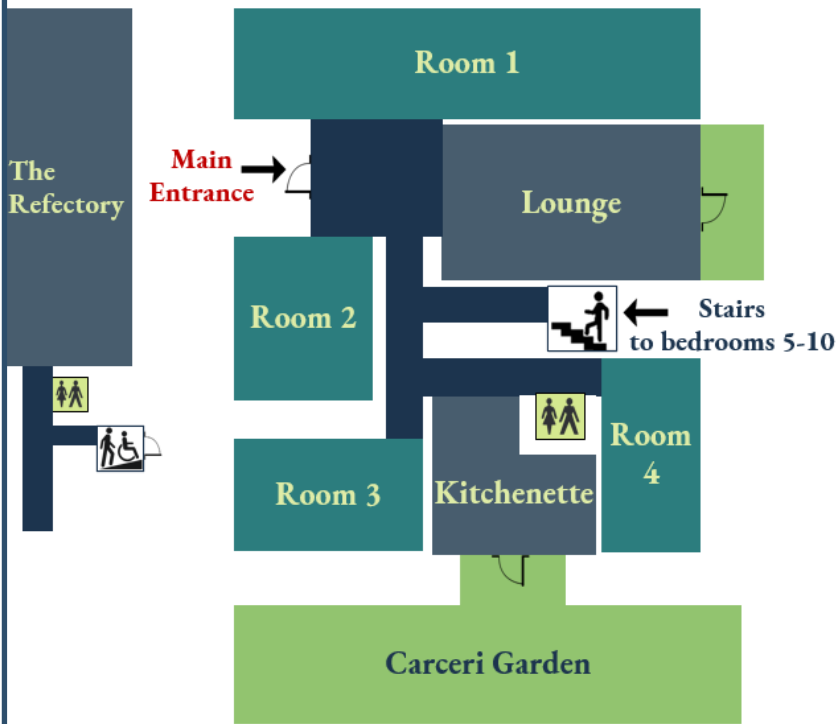 Room 1
The
Refectory
Main
Entrance
Lounge
Room 2
Stairs
to bedrooms 5-10
Room
4
Room 3
Kitchenette
Carceri Garden